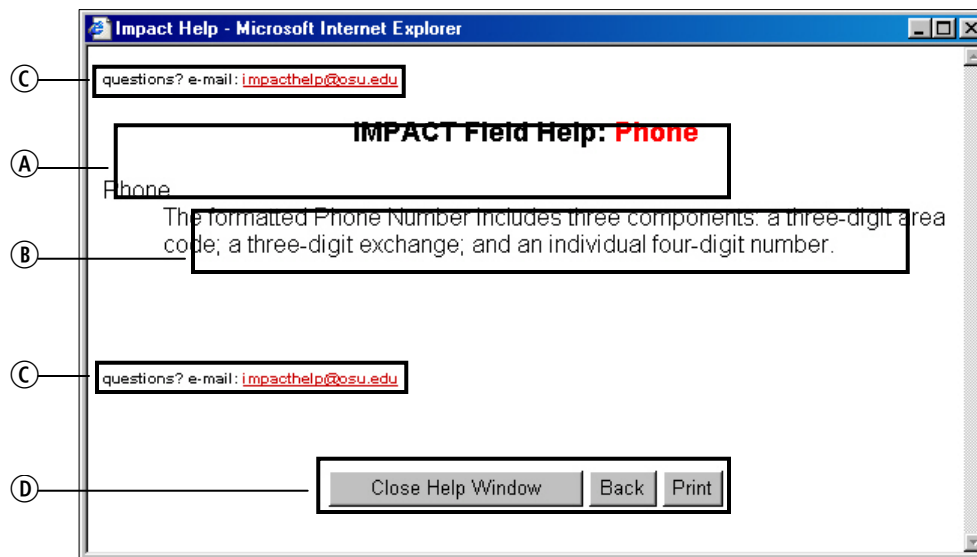 Impact Help - Microsoft Internet Explorer
C
questions? e-mail: impacthelp@osu.edu
IMPACT Field Help: Phone
A
Phone
The formatted Phone Number includes three components: a three-digit area
code; a three-digit exchange; and an individual four-digit number.
B
C
questions? e-mail: impacthelp@osu.edu
D
Close Help Window Back Print